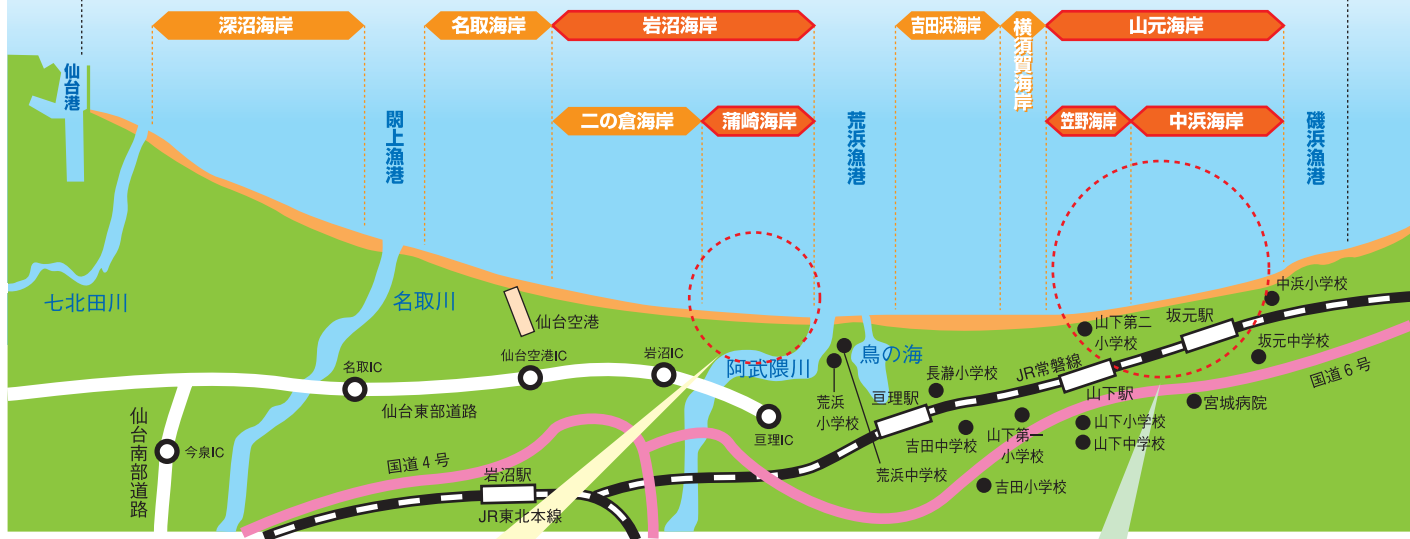 深沼海岸
名取海岸
岩沼海岸
吉田浜海岸
横須賀海岸
山元海岸
二の倉海岸
蒲崎海岸
笠野海岸
中浜海岸
仙台港
閖上漁港
荒浜漁港
磯浜漁港
七北田川
名取川
仙台空港
阿武隈川
鳥の海
中浜小学校
山下第二
小学校
坂元駅
坂元中学校
国道6号
名取IC
仙台空港IC
岩沼IC
仙台東部道路
亘理IC
荒浜
小学校
荒浜中学校
長瀞小学校
亘理駅
JR常磐線
山下駅
宮城病院
吉田中学校
山下第一
小学校
山下小学校
山下中学校
吉田小学校
仙台南部道路
今泉IC
国道4号
岩沼駅
JR東北本線